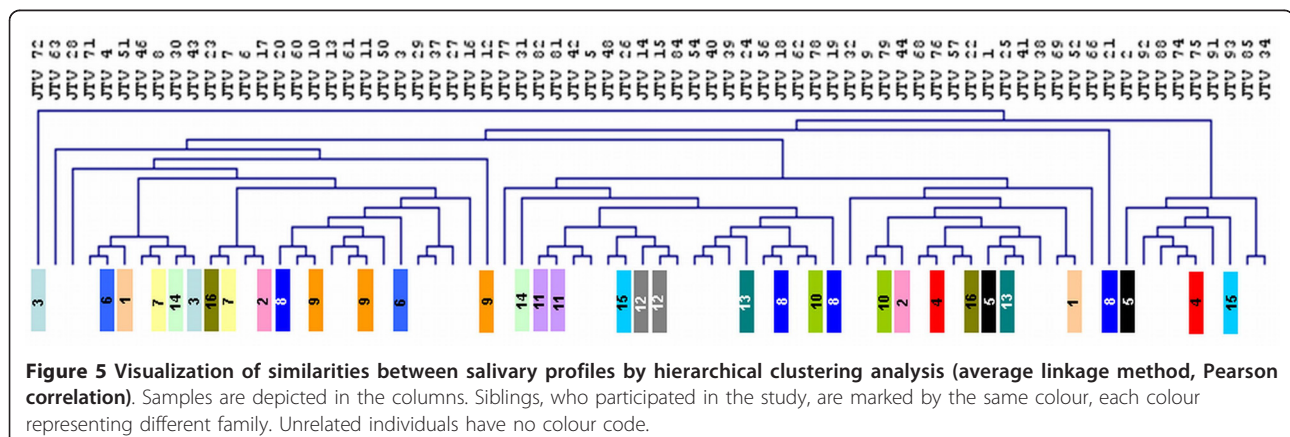 JTV 72 JTV 63 JTV 28 JTV 71 JTV 4 JTV 51 JTV 46 JTV 8 JTV 30 JTV 43 JTV 23 JTV 7 JTV 6 JTV 17 JTV 20 JTV 60 JTV 10 JTV 13 JTV 61 JTV 11 JTV 50 JTV 3 JTV 29 JTV 37 JTV 27 JTV 16 JTV 12 JTV 77 JTV 31 JTV 82 JTV 81 JTV 42 JTV 5 JTV 48 JTV 26 JTV 14 JTV 15 JTV 84 JTV 54 JTV 40 JTV 39 JTV 24 JTV 56 JTV 18 JTV 62 JTV 78 JTV 19 JTV 32 JTV 9 JTV 79 JTV 44 JTV 68 JTV 76 JTV 57 JTV 22 JTV 1 JTV 25 JTV 41 JTV 38 JTV 69 JTV 52 JTV 66 JTV 21 JTV 2 JTV 92 JTV 88 JTV 74 JTV 75 JTV 91 JTV 93 JTV 85 JTV 34
3 6 1 7 14 3 16 7 2 8 9 9 6 9 14 11 11 15 12 12 13 8 10 8 10 2 4 16 5 13 1 8 5 4 15
Figure 5 Visualization of similarities between salivary profiles by hierarchical clustering analysis (average linkage method, Pearson
correlation). Samples are depicted in the columns. Siblings, who participated in the study, are marked by the same colour, each colour
representing different family. Unrelated individuals have no colour code.